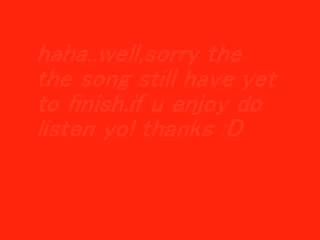 haha..well,sorry the
the song still have yet
to finish.if u enjoy do
listen yo! thanks :D